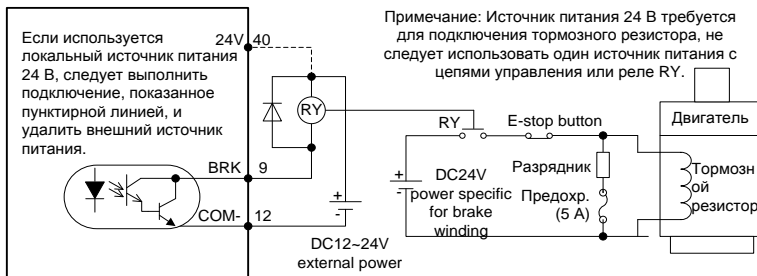 Примечание: Источник питания 24 В требуется
для подключения тормозного резистора, не
следует использовать один источник питания с
цепями управления или реле RY.
Если используется
локальный источник питания
24 В, следует выполнить
подключение, показанное
пунктирной линией, и
удалить внешний источник
питания.
24V 40
RY
BRK 9
COM- 12
+
-
DC12~24V
external power
RY
E-stop button
+
-
DC24V
power specific
for brake
winding
Разрядник
Предохр.
(5 А)
Двигатель
Тормозн
ой
резистор